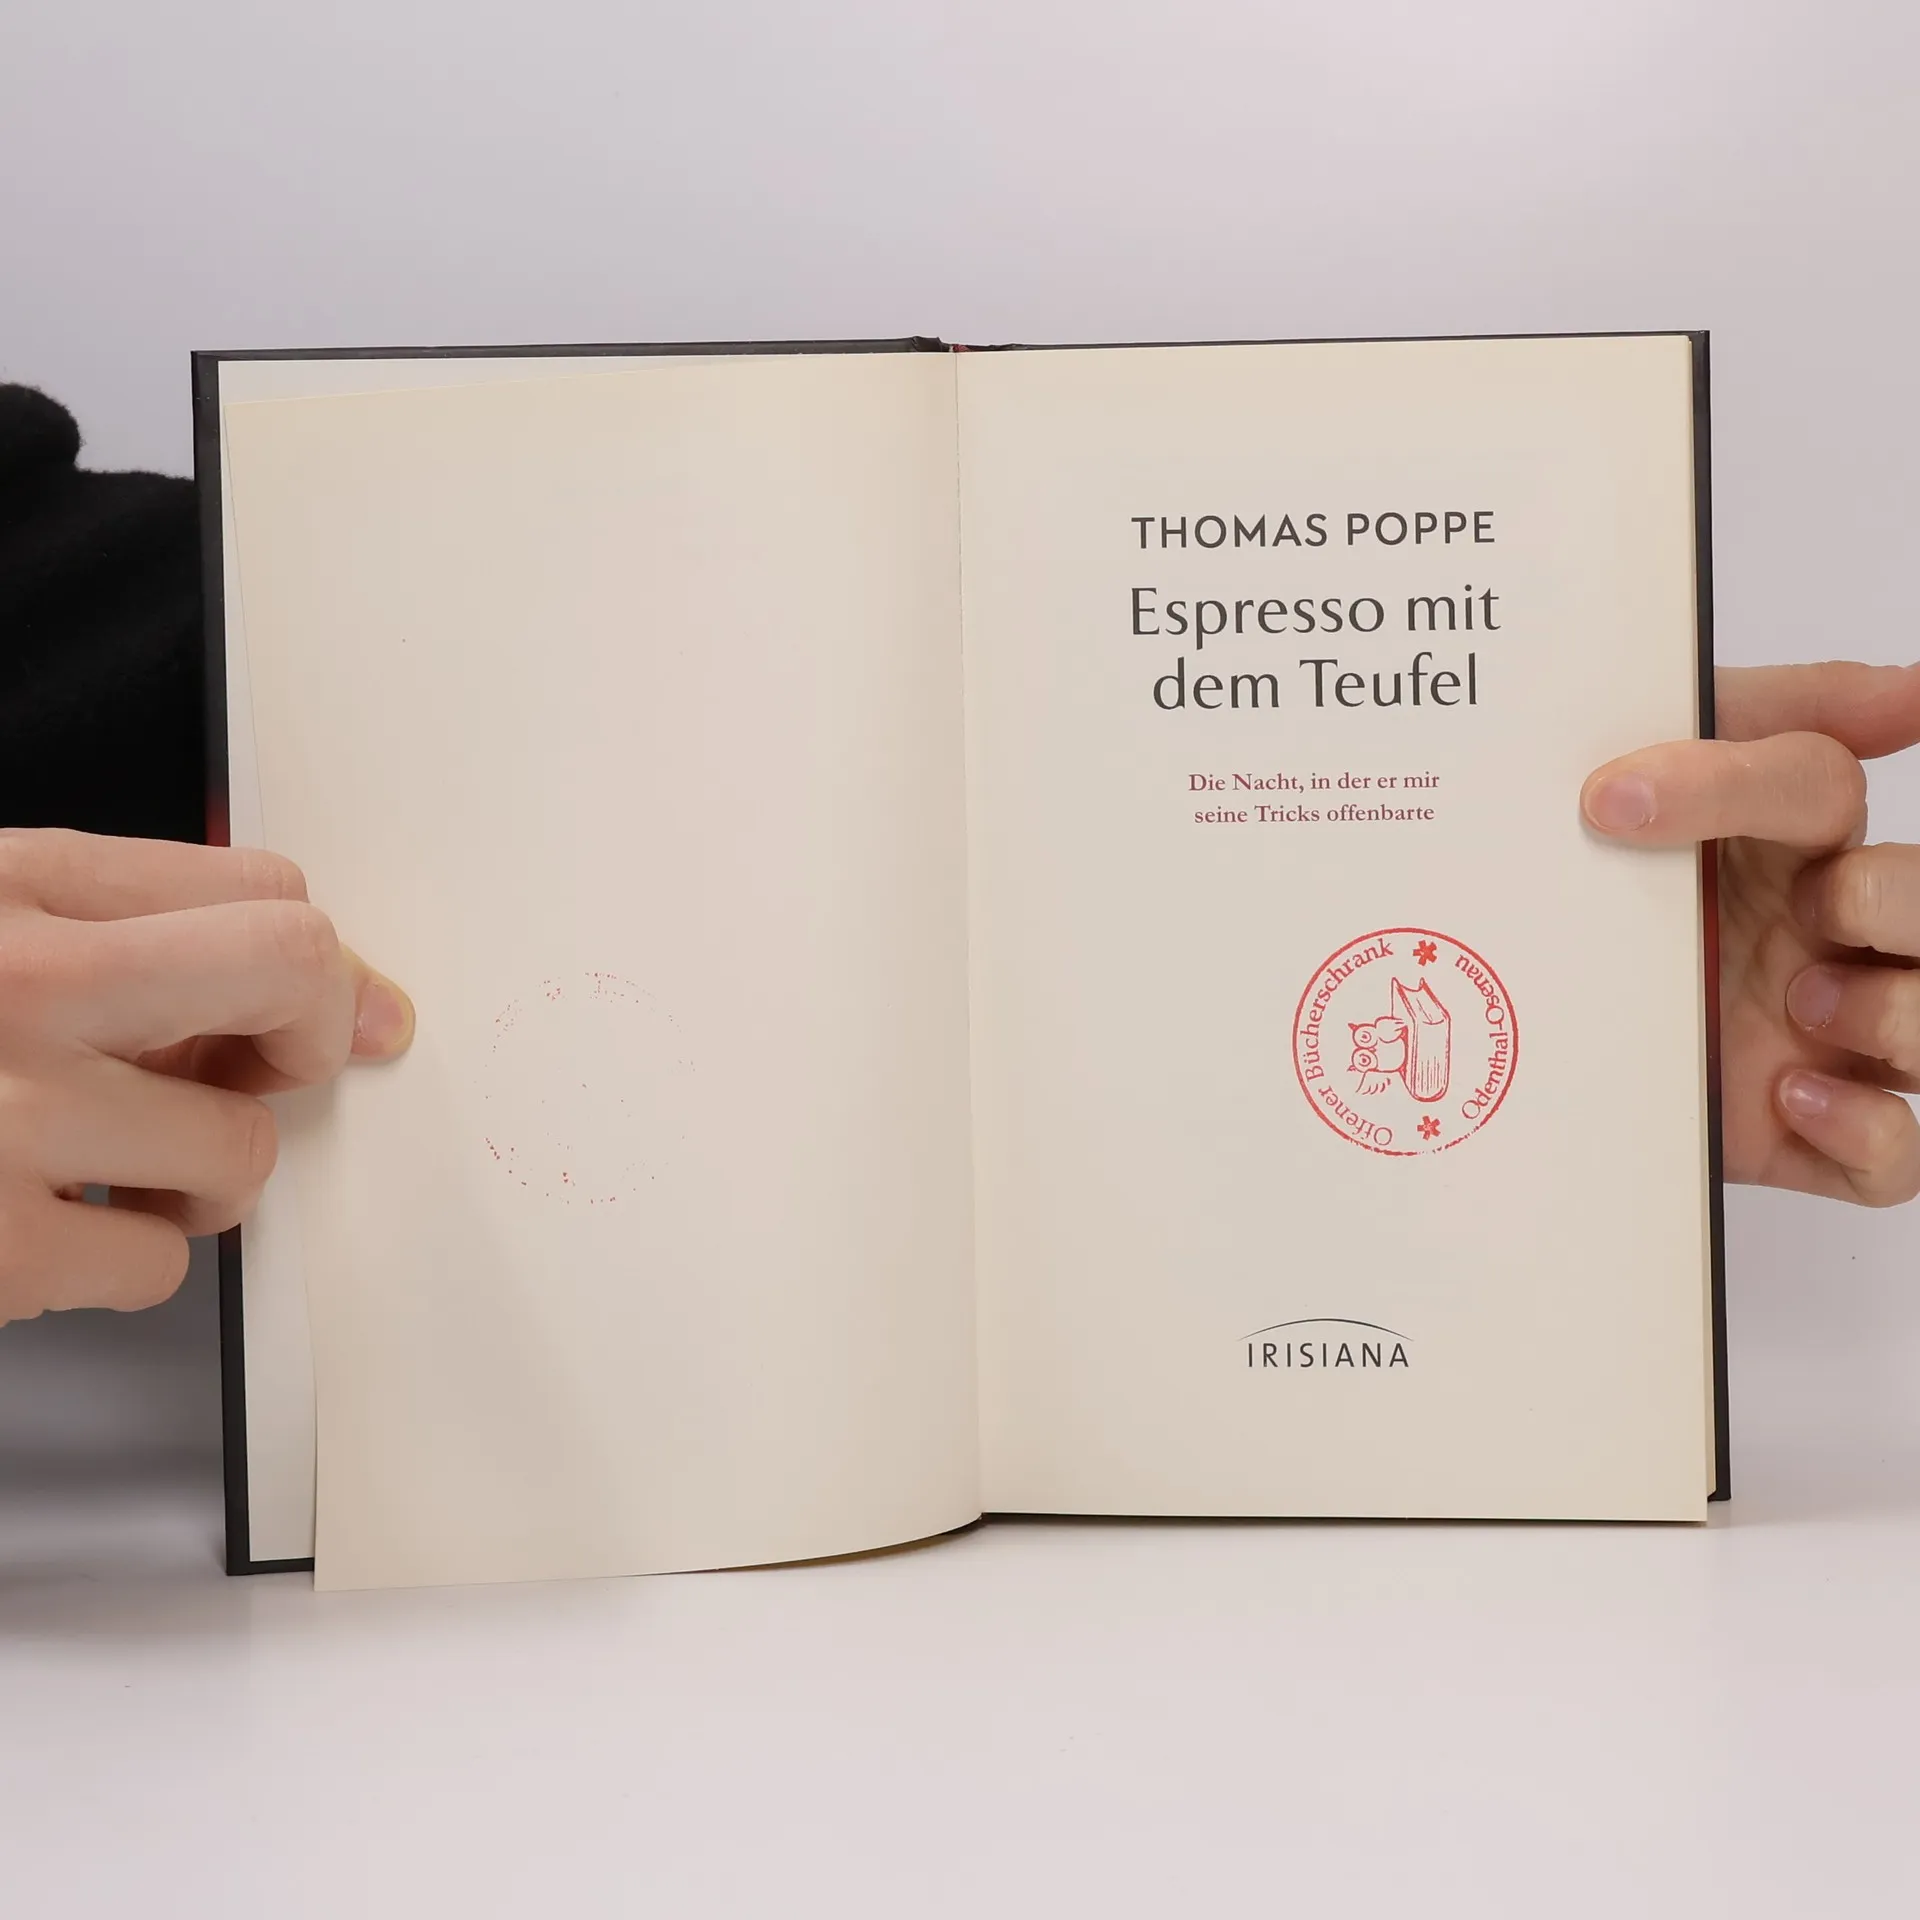 THOMAS POPPE
Espresso mit
dem Teufel
Die Nacht, in der er mir
seine Tricks offenbarte
Offener Bücherschrank
Odenthal-Osenau
IRISIANA